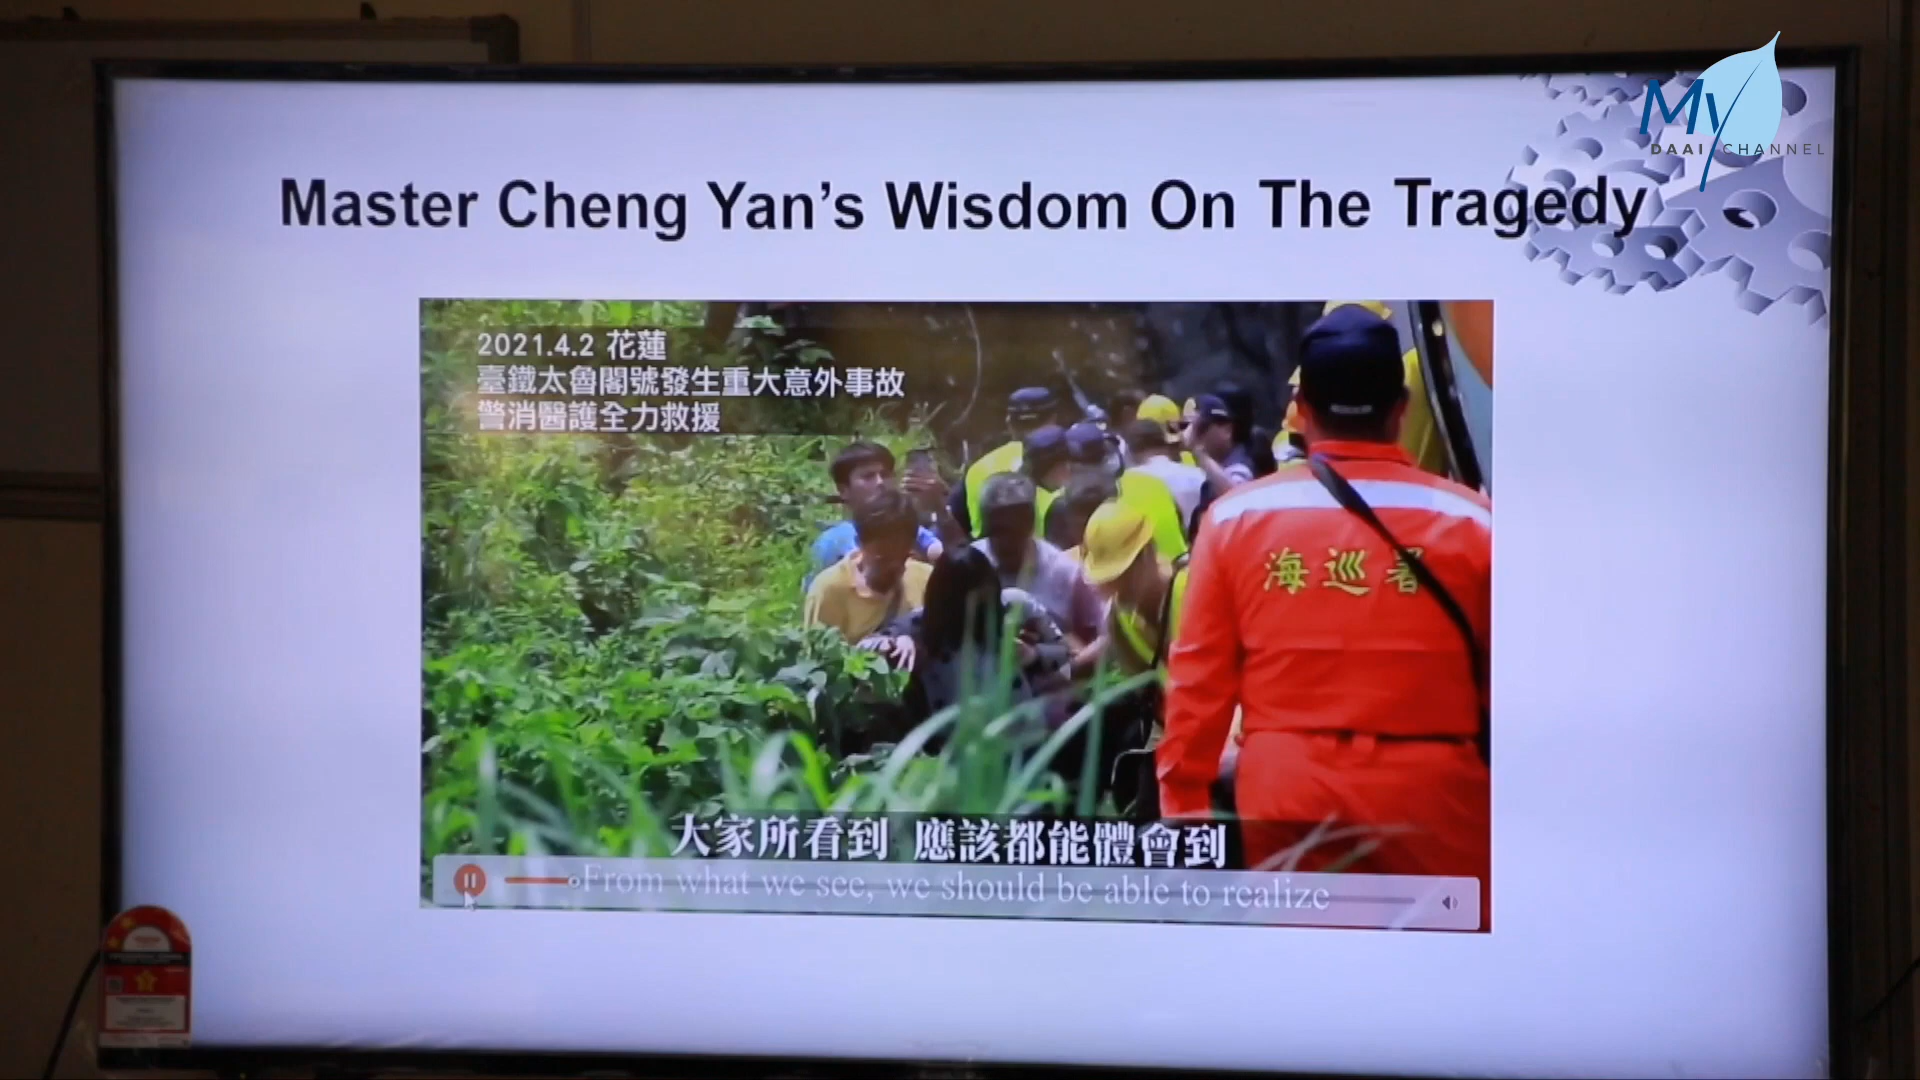 My
DAAI CHANNEL
Master Cheng Yan's Wisdom On The Tragedy
2021.4.2 花蓮
臺鐵太魯閣號發生重大意外事故
警消醫護全力救援
海巡署
大家所看到 應該都能體會到
From what we see, we should be able to realize